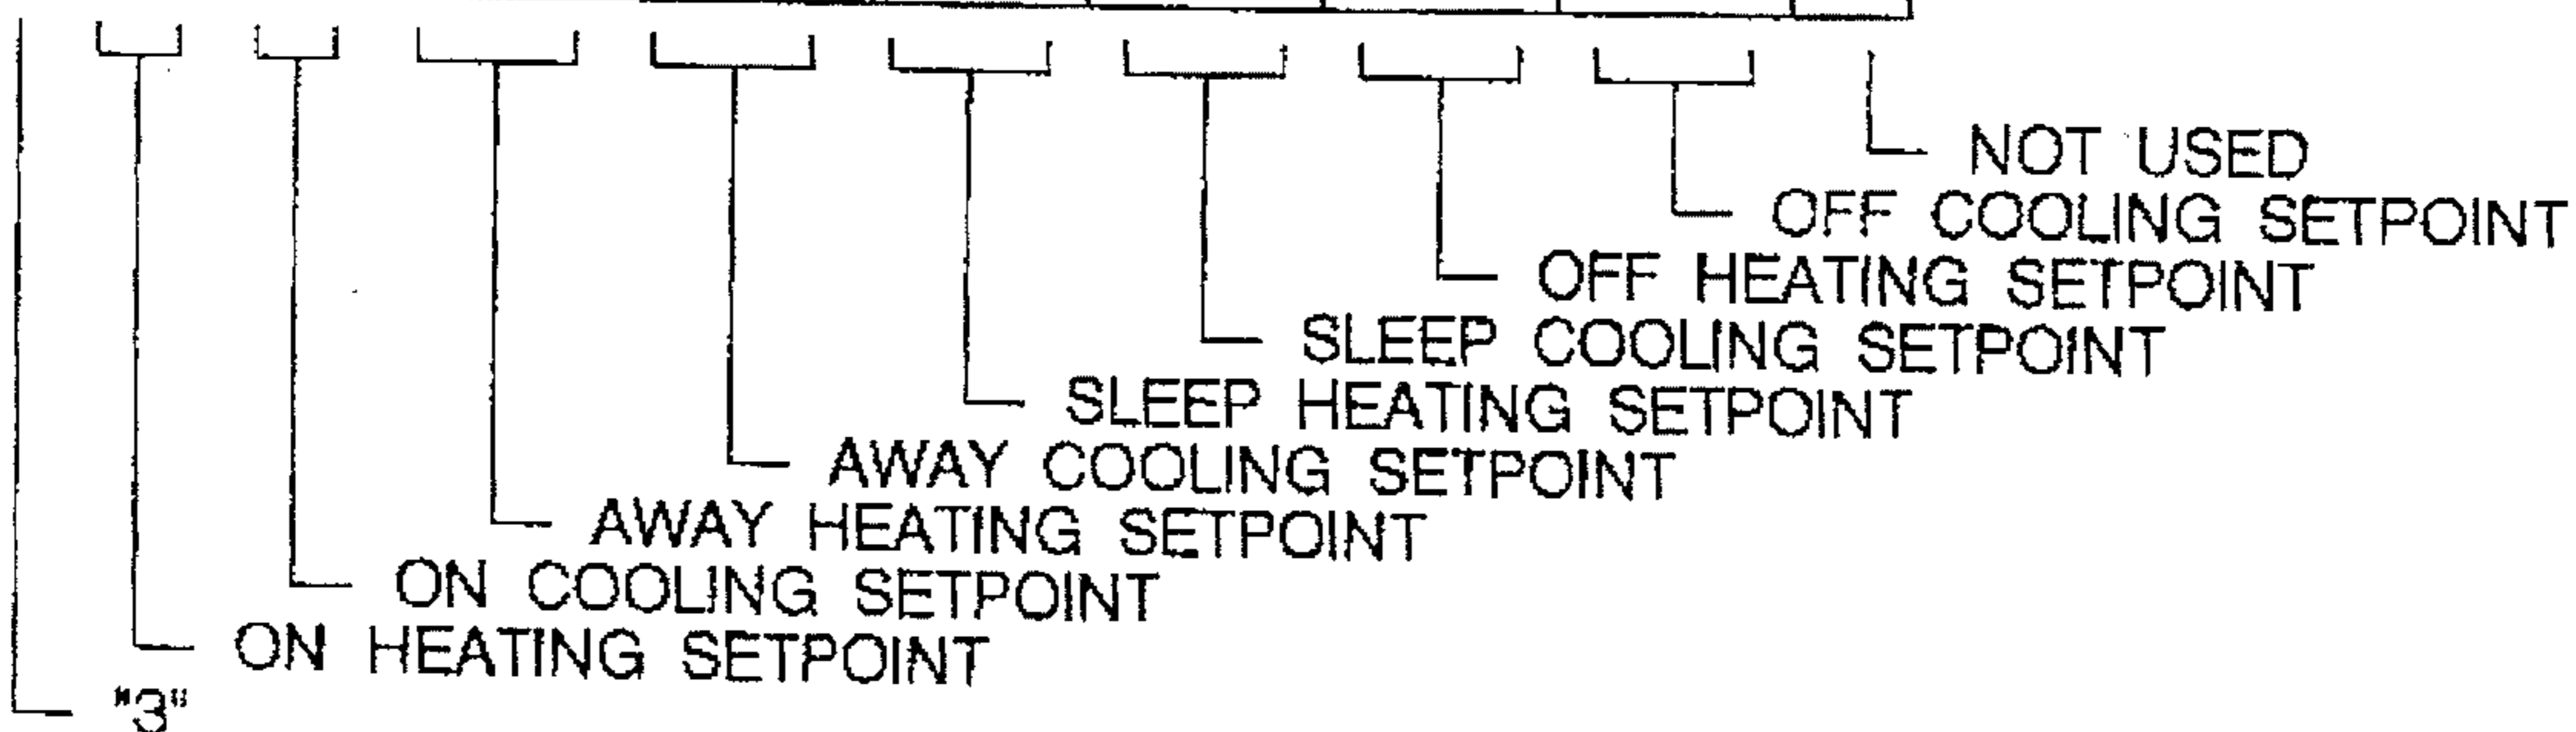 NOT USED
OFF COOLING SETPOINT
OFF HEATING SETPOINT
SLEEP COOLING SETPOINT
SLEEP HEATING SETPOINT
AWAY COOLING SETPOINT
AWAY HEATING SETPOINT
ON COOLING SETPOINT
ON HEATING SETPOINT
"3"